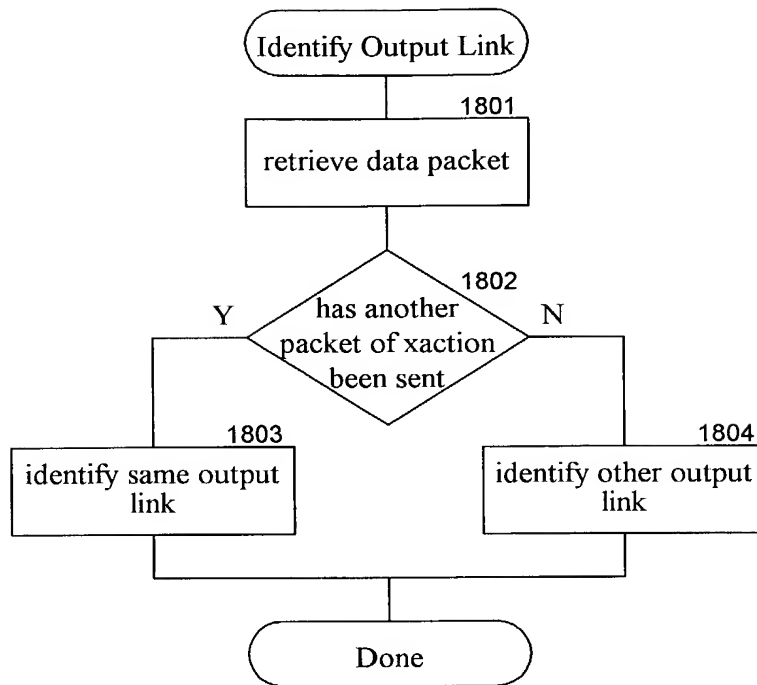 Identify Output Link
1801
retrieve data packet
1802
Y
N
has another
packet of xaction
been sent
1803
identify same output
link
1804
identify other output
link
Done